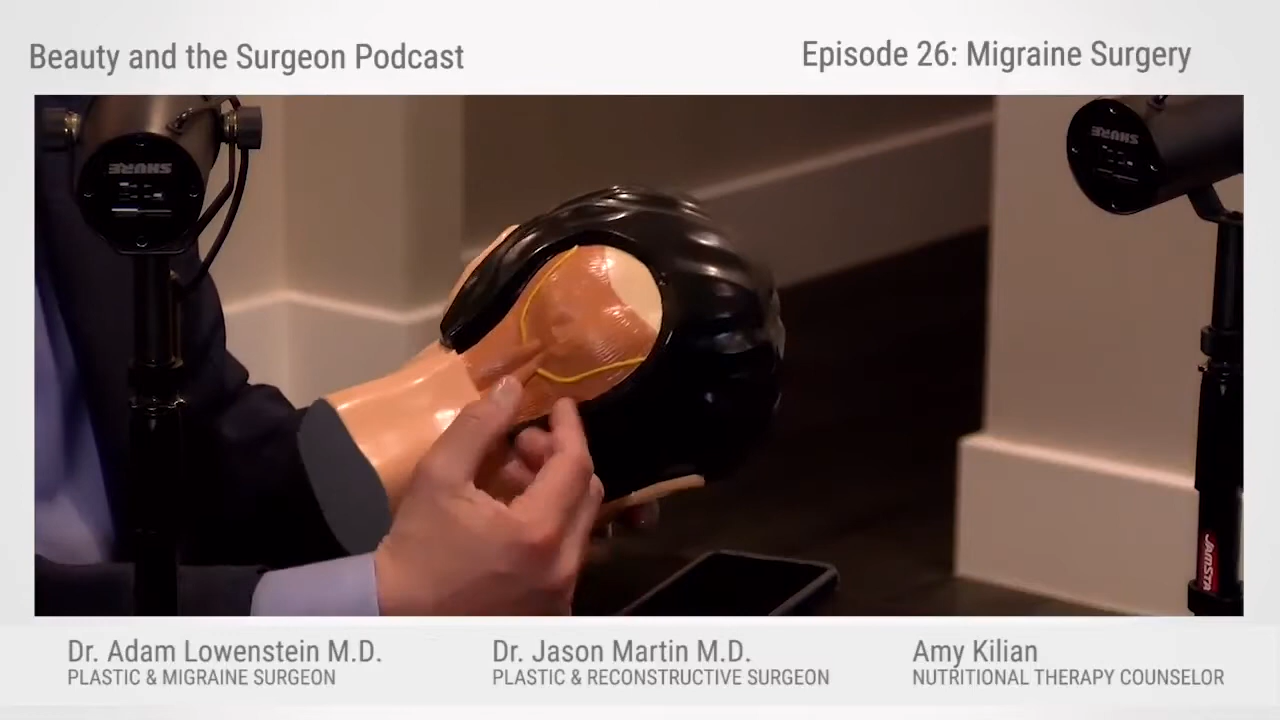 Beauty and the Surgeon Podcast
Episode 26: Migraine Surgery
SHURE
SHURE
JAMSTA
Dr. Adam Lowenstein M.D.
PLASTIC & MIGRAINE SURGEON
Dr. Jason Martin M.D.
PLASTIC & RECONSTRUCTIVE SURGEON
Amy Kilian
NUTRITIONAL THERAPY COUNSELOR